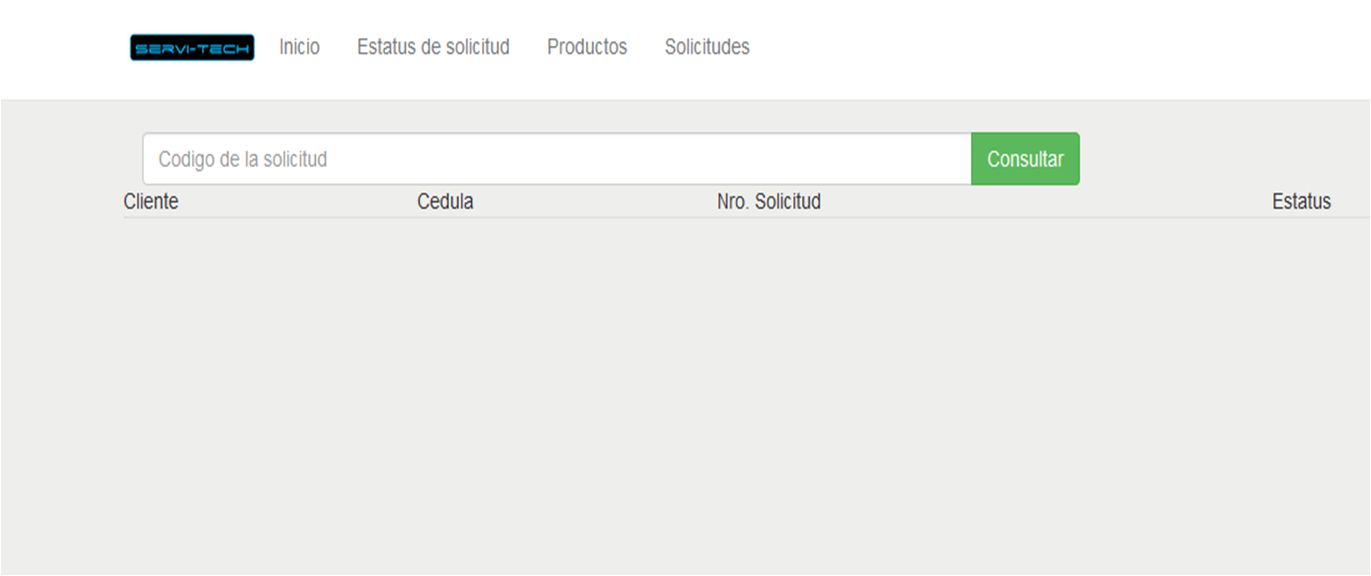 SERVI-TECH Inicio Estatus de solicitud Productos Solicitudes
Codigo de la solicitud Consultar
Cliente Cedula Nro. Solicitud Estatus